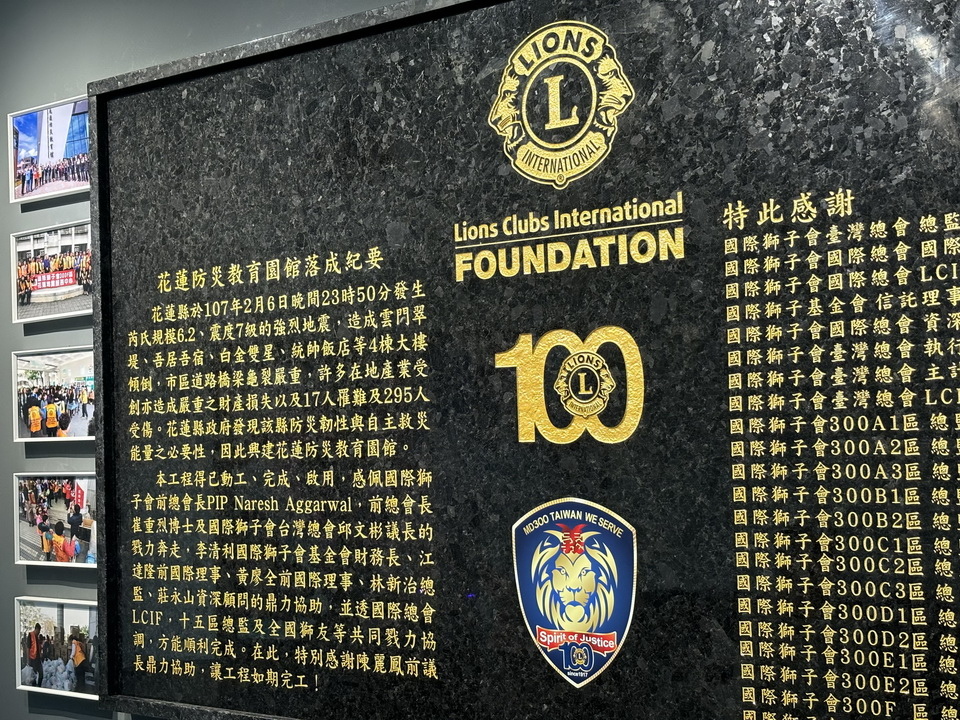 LIONS
L
INTERNATIONAL
Lions Clubs International
FOUNDATION
花蓮防災教育園館落成紀要
花蓮縣於107年2月6日晚間23時50分發生
芮氏規模6.2、震度7級的強烈地震，造成雲門翠
堤、吾居吾宿、白金雙星、統帥飯店等4棟大樓
傾倒，市區道路橋梁龜裂嚴重，許多在地產業受
創亦造成嚴重之財產損失以及17人罹難及295人
受傷。花蓮縣政府發現該縣防災韌性與自主救災
能量之必要性，因此興建花蓮防災教育園館。
本工程得已動工、完成、啟用，感佩國際獅
子會前總會長PIP Naresh Aggarwal，前總會長
崔重烈博士及國際獅子會台灣總會邱文彬議長的
戮力奔走，李清利國際獅子會基金會財務長、江
達隆前國際理事、黃廖全前國際理事、林新治總
監、莊永山資深顧問的鼎力協助，並透國際總會
LCIF，十五區總監及全國獅友等共同戮力協
調，方能順利完成。在此，特別感謝陳麗鳳前議
長鼎力協助，讓工程如期完工！
100
LIONS
L
INTERNATIONAL
MD300 TAIWAN WE SERVE
Spirit of Justice
100
since1917
特此感謝
國際獅子會臺灣總會 總監
國際獅子會國際總會 國際
國際獅子會國際總會 LCI
國際獅子基金會 信託理事
國際獅子會國際總會 資深
國際獅子會臺灣總會 執行
國際獅子會臺灣總會 主計
國際獅子會臺灣總會 LCI
國際獅子會300A1區 總
國際獅子會300A2區 總
國際獅子會300A3區 總
國際獅子會300B1區 總
國際獅子會300B2區 總
國際獅子會300C1區 總
國際獅子會300C2區 總
國際獅子會300C3區 總
國際獅子會300D1區 總
國際獅子會300D2區 總
國際獅子會300E1區 總
國際獅子會300E2區 總
國際獅子會300F 總